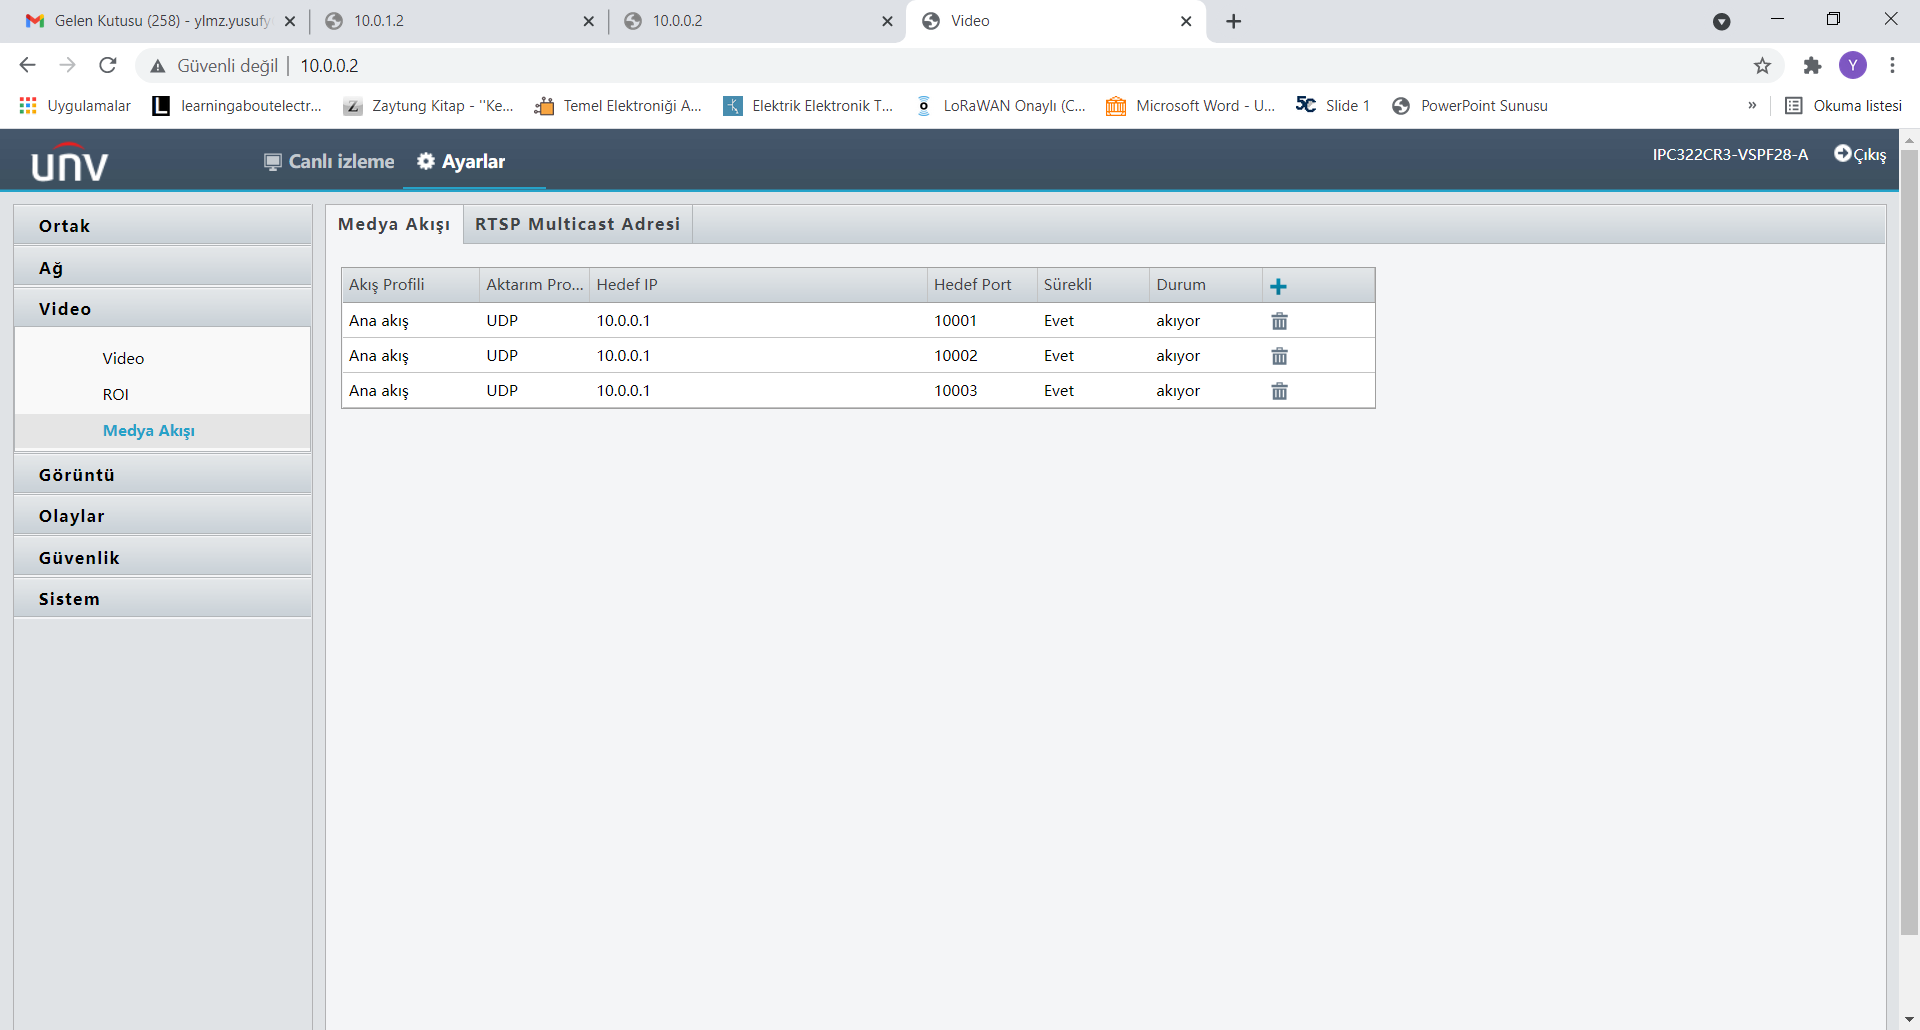 Gelen Kutusu (258) - ylmz.yusufy
10.0.1.2
10.0.0.2
Video
Güvenli değil
10.0.0.2
Y
Uygulamalar
learningaboutelectr...
Zaytung Kitap - ''Ke...
Temel Elektroniği A...
Elektrik Elektronik T...
LoRaWAN Onaylı (C...
Microsoft Word - U...
Slide 1
PowerPoint Sunusu
»
Okuma listesi
unv
Canlı izleme
Ayarlar
IPC322CR3-VSPF28-A
Çıkış
Ortak
Ağ
Video
Video
ROI
Medya Akışı
Görüntü
Olaylar
Güvenlik
Sistem
Medya Akışı
RTSP Multicast Adresi
Akış Profili Aktarım Pro... Hedef IP Hedef Port Sürekli Durum
Ana akış UDP 10.0.0.1 10001 Evet akıyor
Ana akış UDP 10.0.0.1 10002 Evet akıyor
Ana akış UDP 10.0.0.1 10003 Evet akıyor